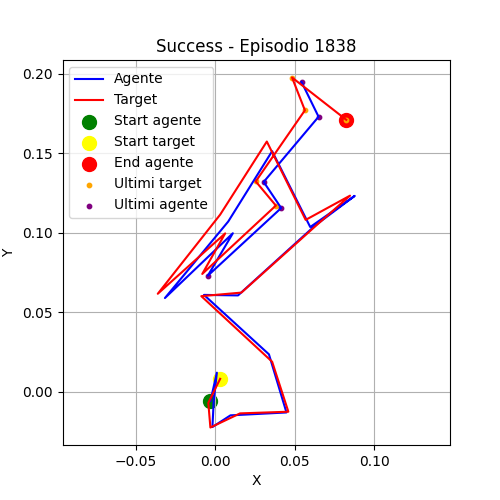 Success - Episodio 1838
Agente
Target
Start agente
Start target
End agente
Ultimi target
Ultimi agente
0.20
0.15
0.10
0.05
0.00
Y
−0.05
0.00
0.05
0.10
X